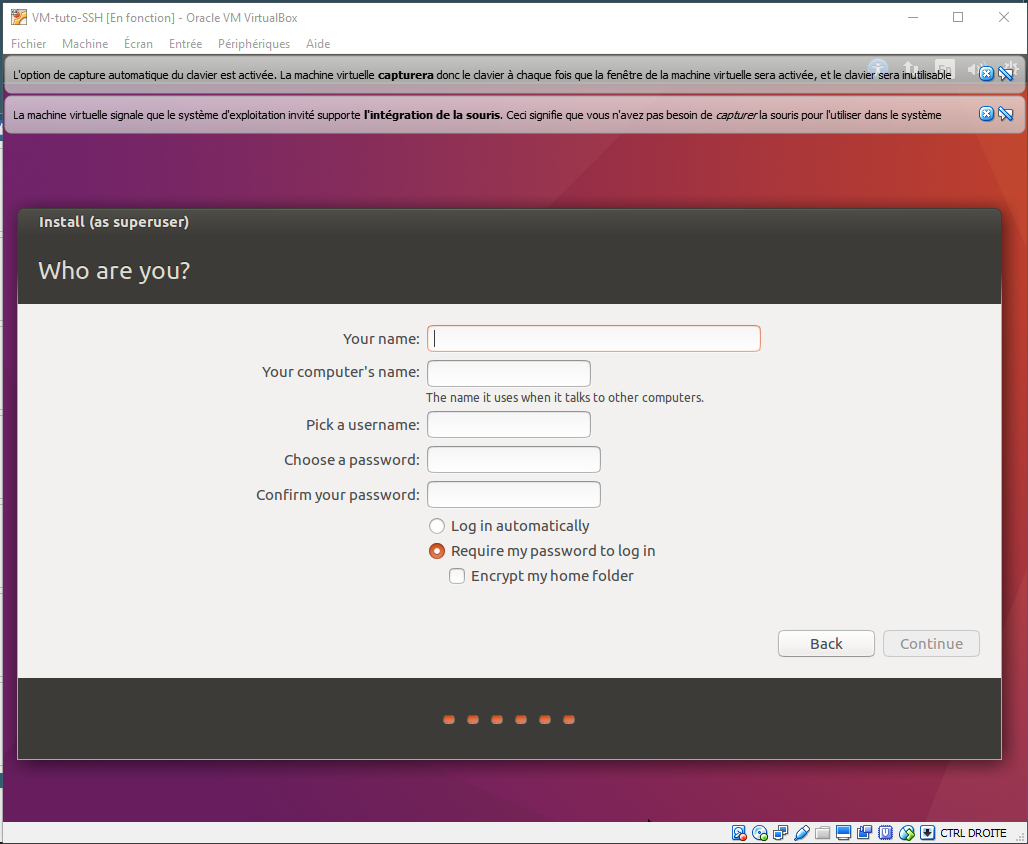 VM-tuto-SSH [En fonction] - Oracle VM VirtualBox
Fichier Machine Écran Entrée Périphériques Aide
L'option de capture automatique du clavier est activée. La machine virtuelle capturera donc le clavier à chaque fois que la fenêtre de la machine virtuelle sera activée, et le clavier sera inutilisable
La machine virtuelle signale que le système d'exploitation invité supporte l'intégration de la souris. Ceci signifie que vous n'avez pas besoin de capturer la souris pour l'utiliser dans le système
Install (as superuser)
Who are you?
Your name:
Your computer's name:
The name it uses when it talks to other computers.
Pick a username:
Choose a password:
Confirm your password:
Log in automatically
Require my password to log in
Encrypt my home folder
Back Continue
CTRL DROITE